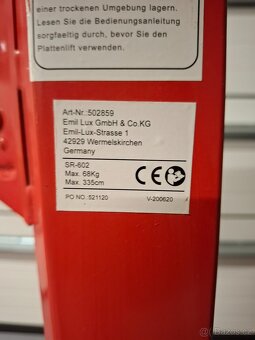 einer trockenen Umgebung lagern.
Lesen Sie die Bedienungsanleitung
sorgfaeltig durch, bevor Sie den
Plattenlift verwenden.
Art-Nr.:502859
Emil Lux GmbH & Co.KG
Emil-Lux-Strasse 1
42929 Wermelskirchen
Germany
SR-602
Max. 68Kg
Max. 335cm
CE
PO NO.:521120
V-200620